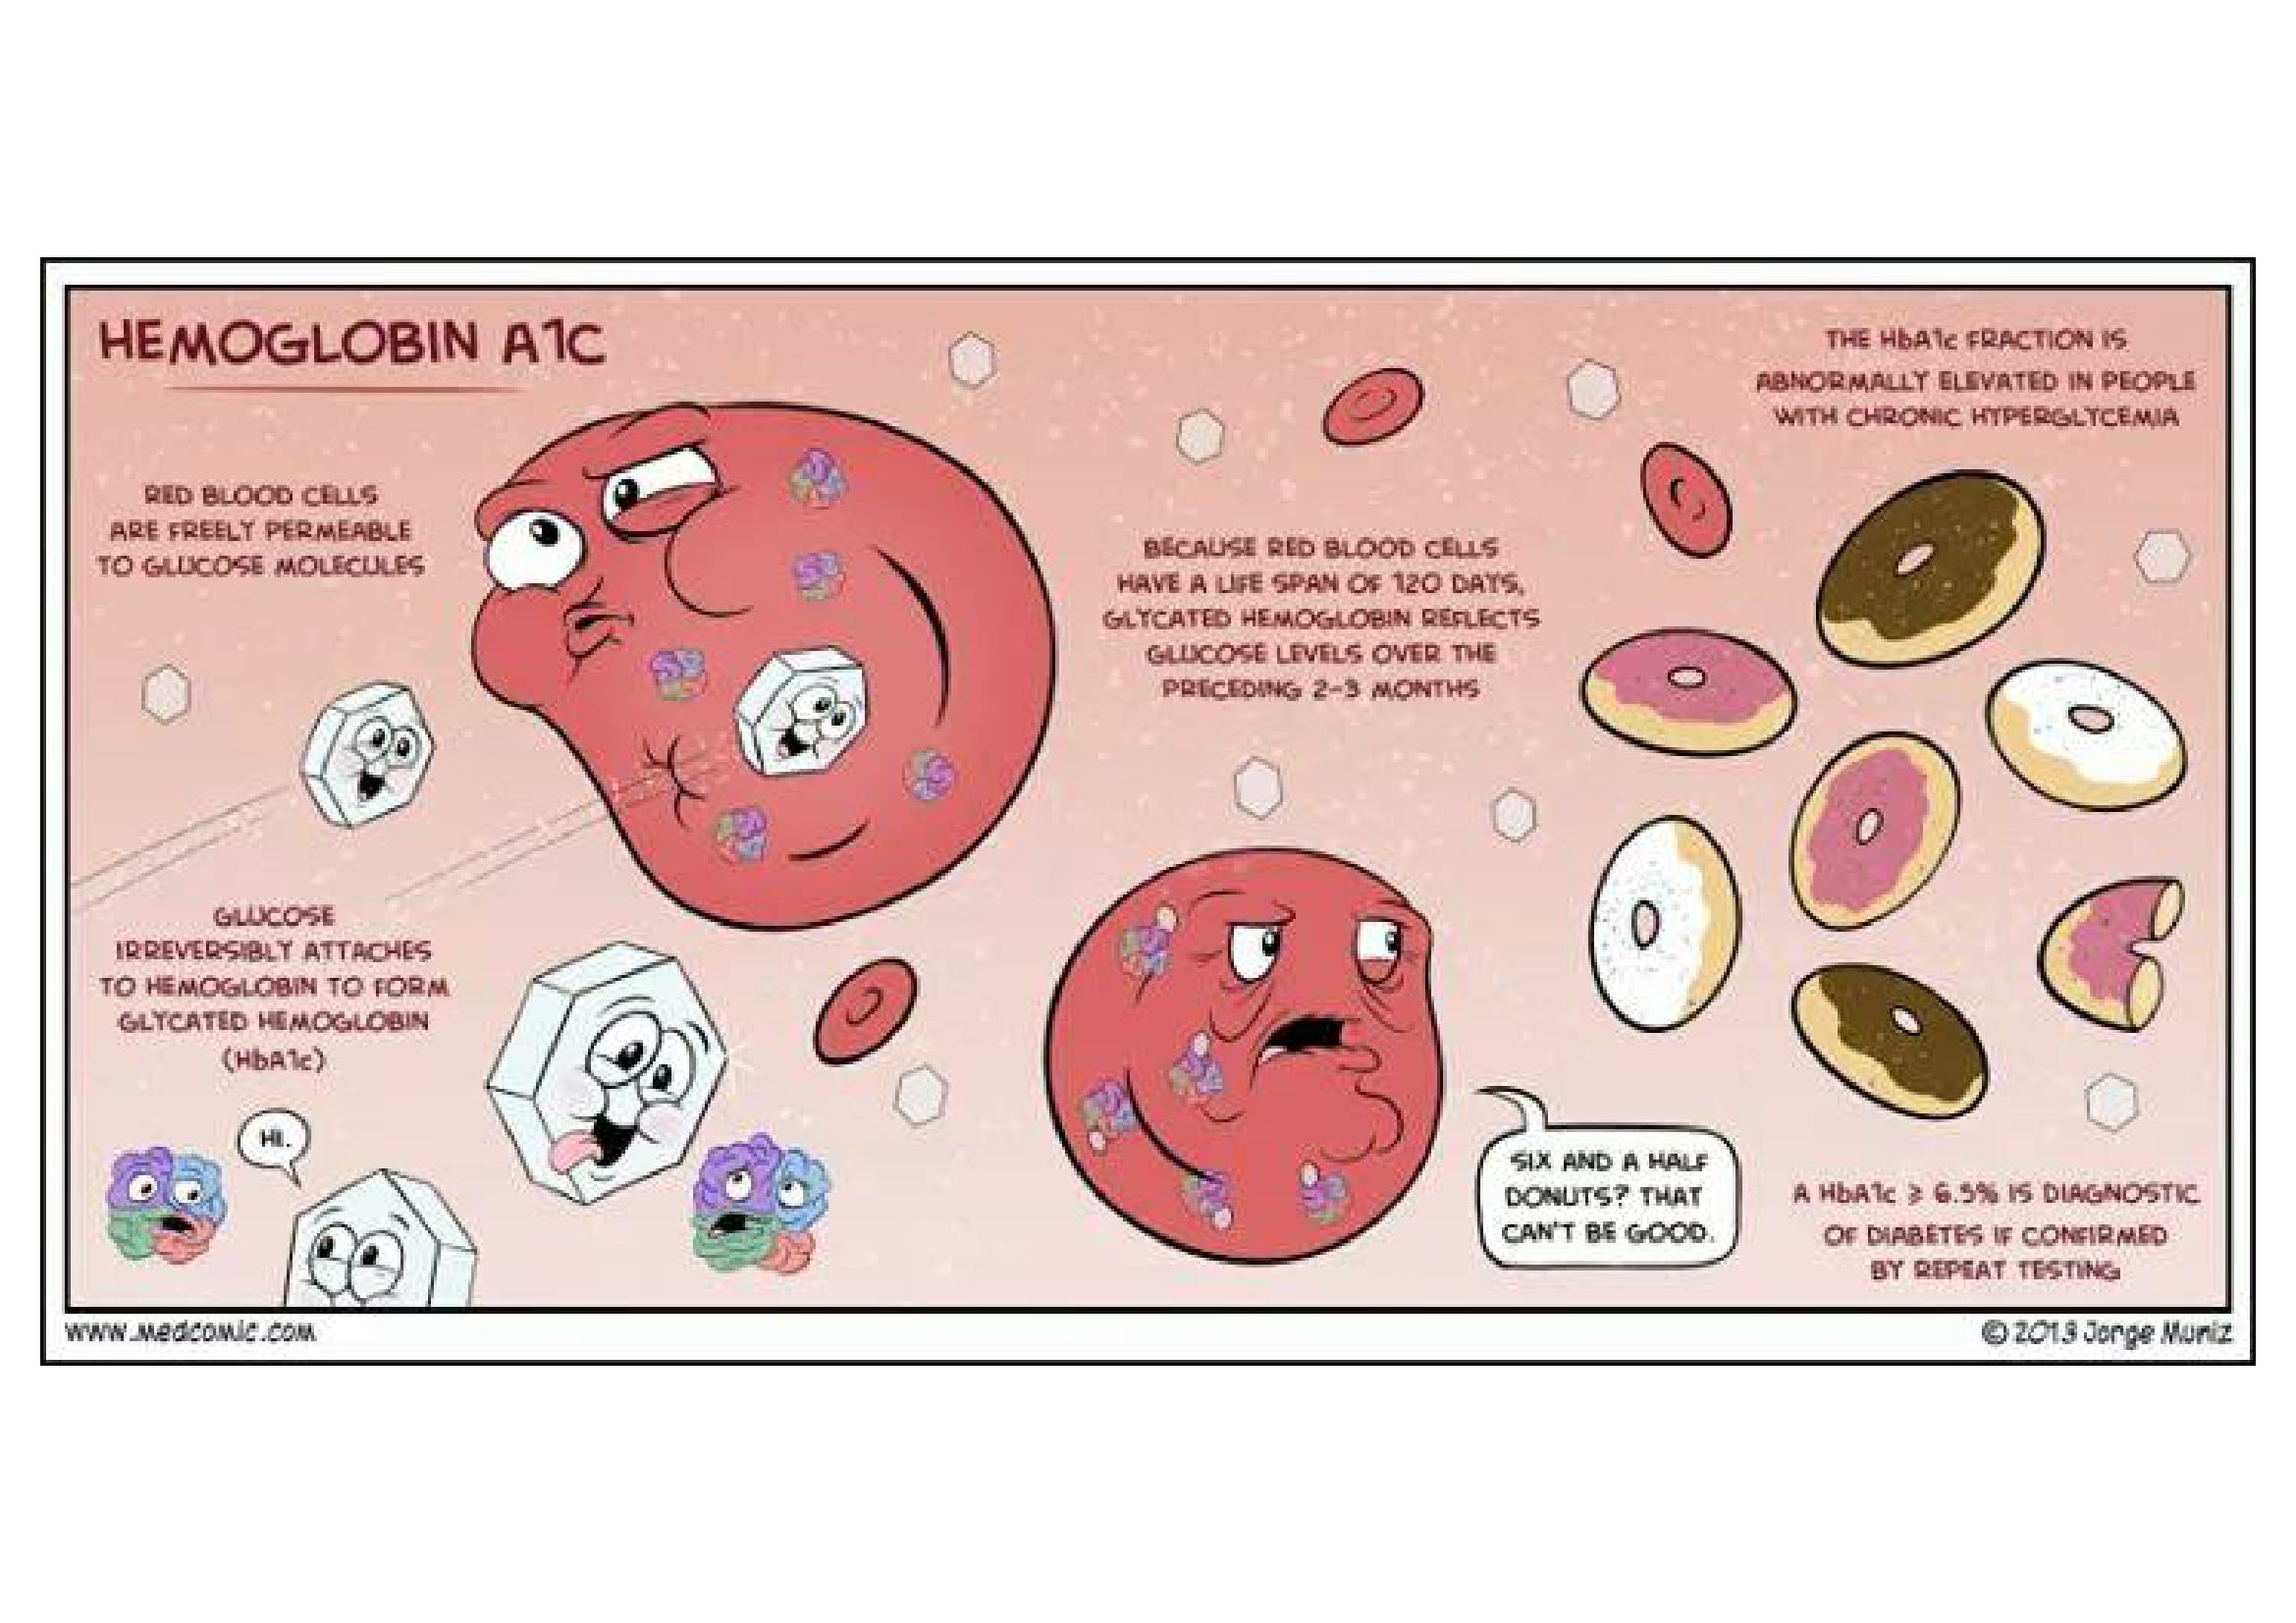 HEMOGLOBIN A1C
RED BLOOD CELLS
ARE FREELY PERMEABLE
TO GLUCOSE MOLECULES
GLUCOSE
IRREVERSIBLY ATTACHES
TO HEMOGLOBIN TO FORM
GLYCATED HEMOGLOBIN
(HbA1c)
HI.
BECAUSE RED BLOOD CELLS
HAVE A LIFE SPAN OF 120 DAYS,
GLYCATED HEMOGLOBIN REFLECTS
GLUCOSE LEVELS OVER THE
PRECEDING 2-3 MONTHS
THE HbA1c FRACTION IS
ABNORMALLY ELEVATED IN PEOPLE
WITH CHRONIC HYPERGLYCEMIA
SIX AND A HALF
DONUTS? THAT
CAN'T BE GOOD.
A HbA1c ≥ 6.5% IS DIAGNOSTIC
OF DIABETES IF CONFIRMED
BY REPEAT TESTING
www.medcomic.com
© 2013 Jorge Muniz